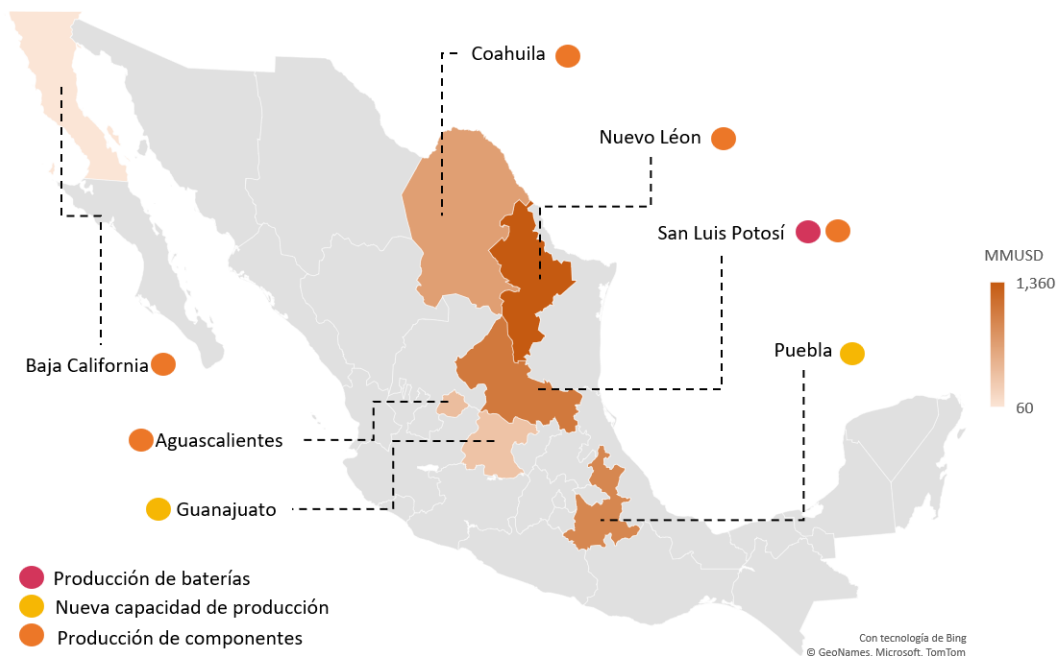 Coahuila
Nuevo Léon
San Luis Potosí
MMUSD
1,360
60
Puebla
Baja California
Aguascalientes
Guanajuato
Producción de baterías
Nueva capacidad de producción
Producción de componentes
Con tecnología de Bing
© GeoNames, Microsoft, TomTom